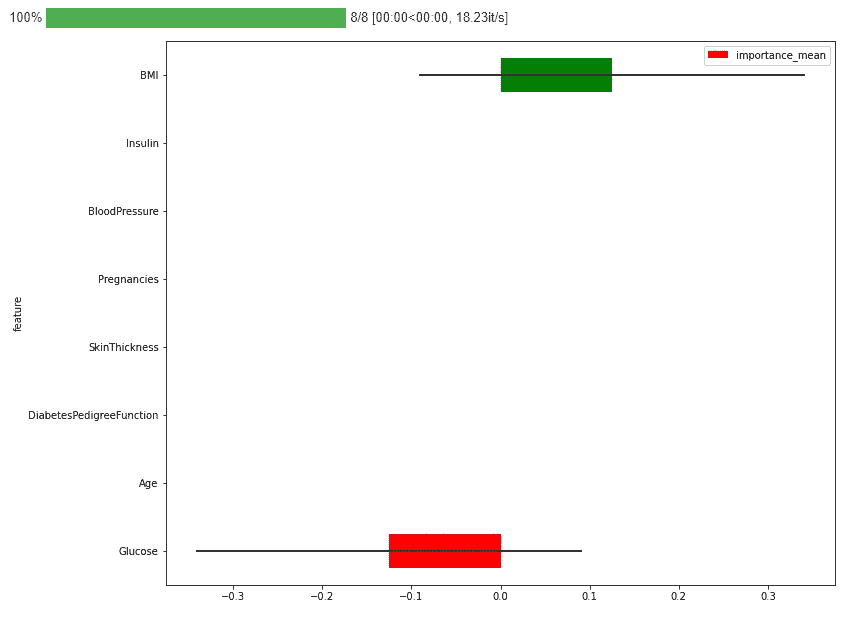 100% 8/8 [00:00<00:00, 18.23it/s]
importance_mean
BMI
Insulin
BloodPressure
Pregnancies
feature
SkinThickness
DiabetesPedigreeFunction
Age
Glucose
−0.3 −0.2 −0.1 0.0 0.1 0.2 0.3